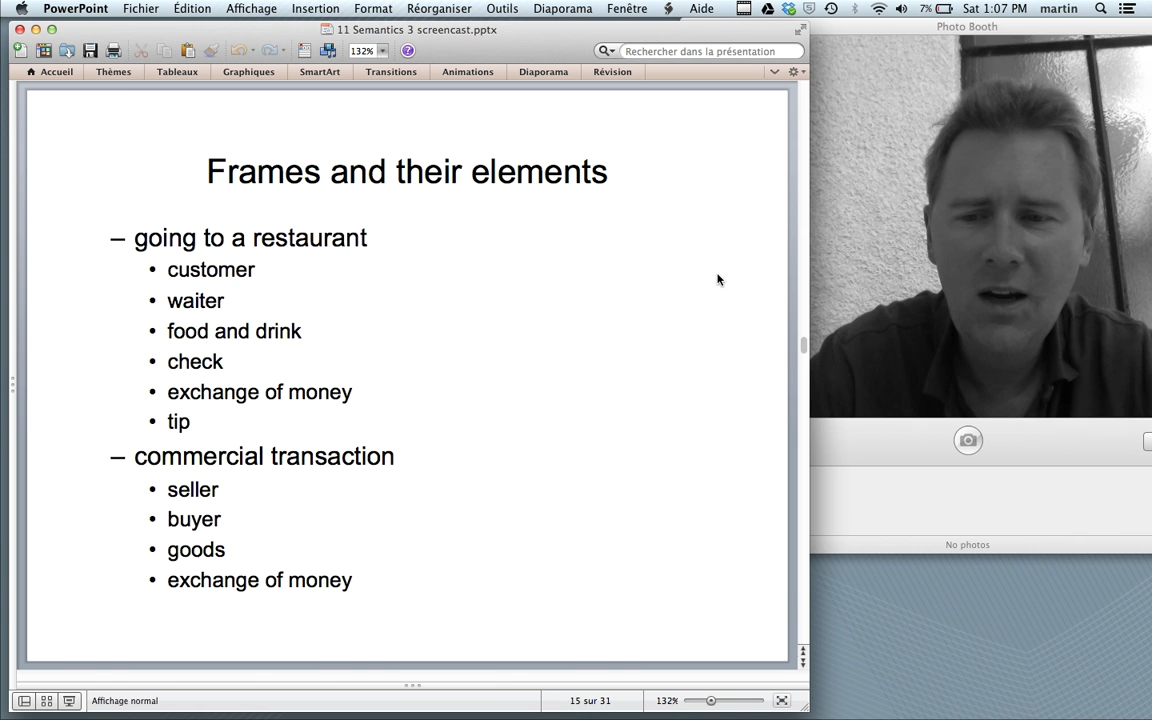 PowerPoint Fichier Édition Affichage Insertion Format Réorganiser Outils Diaporama Fenêtre Aide 7% Sat 1:07 PM martin
11 Semantics 3 screencast.pptx
Photo Booth
132% Rechercher dans la présentation
Accueil Thèmes Tableaux Graphiques SmartArt Transitions Animations Diaporama Révision
Frames and their elements
– going to a restaurant
• customer
• waiter
• food and drink
• check
• exchange of money
• tip
– commercial transaction
• seller
• buyer
• goods
• exchange of money
No photos
Affichage normal 15 sur 31 132%